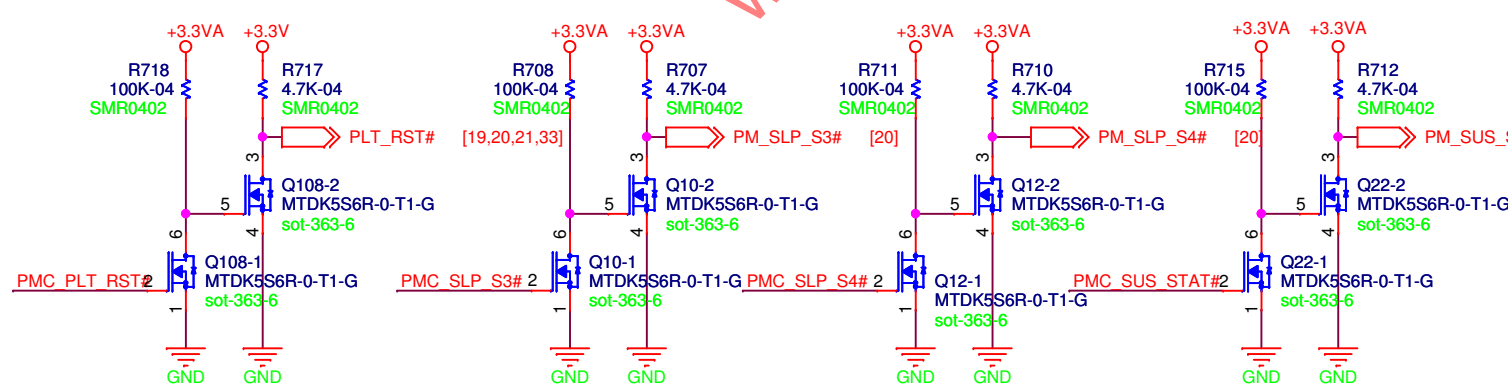 +3.3VA +3.3V
R718
100K-04
SMR0402
R717
4.7K-04
SMR0402
PLT_RST# [19,20,21,33]
3
Q108-2
MTDK5S6R-0-T1-G
sot-363-6
5
4
6
Q108-1
MTDK5S6R-0-T1-G
sot-363-6
PMC_PLT_RST# 2
1
GND GND
+3.3VA +3.3VA
R708
100K-04
SMR0402
R707
4.7K-04
SMR0402
PM_SLP_S3# [20]
3
Q10-2
MTDK5S6R-0-T1-G
sot-363-6
5
4
6
Q10-1
MTDK5S6R-0-T1-G
sot-363-6
PMC_SLP_S3# 2
1
GND GND
+3.3VA +3.3VA
R711
100K-04
SMR0402
R710
4.7K-04
SMR0402
PM_SLP_S4# [20]
3
Q12-2
MTDK5S6R-0-T1-G
sot-363-6
5
4
6
Q12-1
MTDK5S6R-0-T1-G
sot-363-6
PMC_SLP_S4# 2
1
GND GND
+3.3VA +3.3VA
R715
100K-04
SMR0402
R712
4.7K-04
SMR0402
3
Q22-2
MTDK5S6R-0-T1-G
sot-363-6
5
4
6
Q22-1
MTDK5S6R-0-T1-G
sot-363-6
PMC_SUS_STAT# 2
1
GND GND